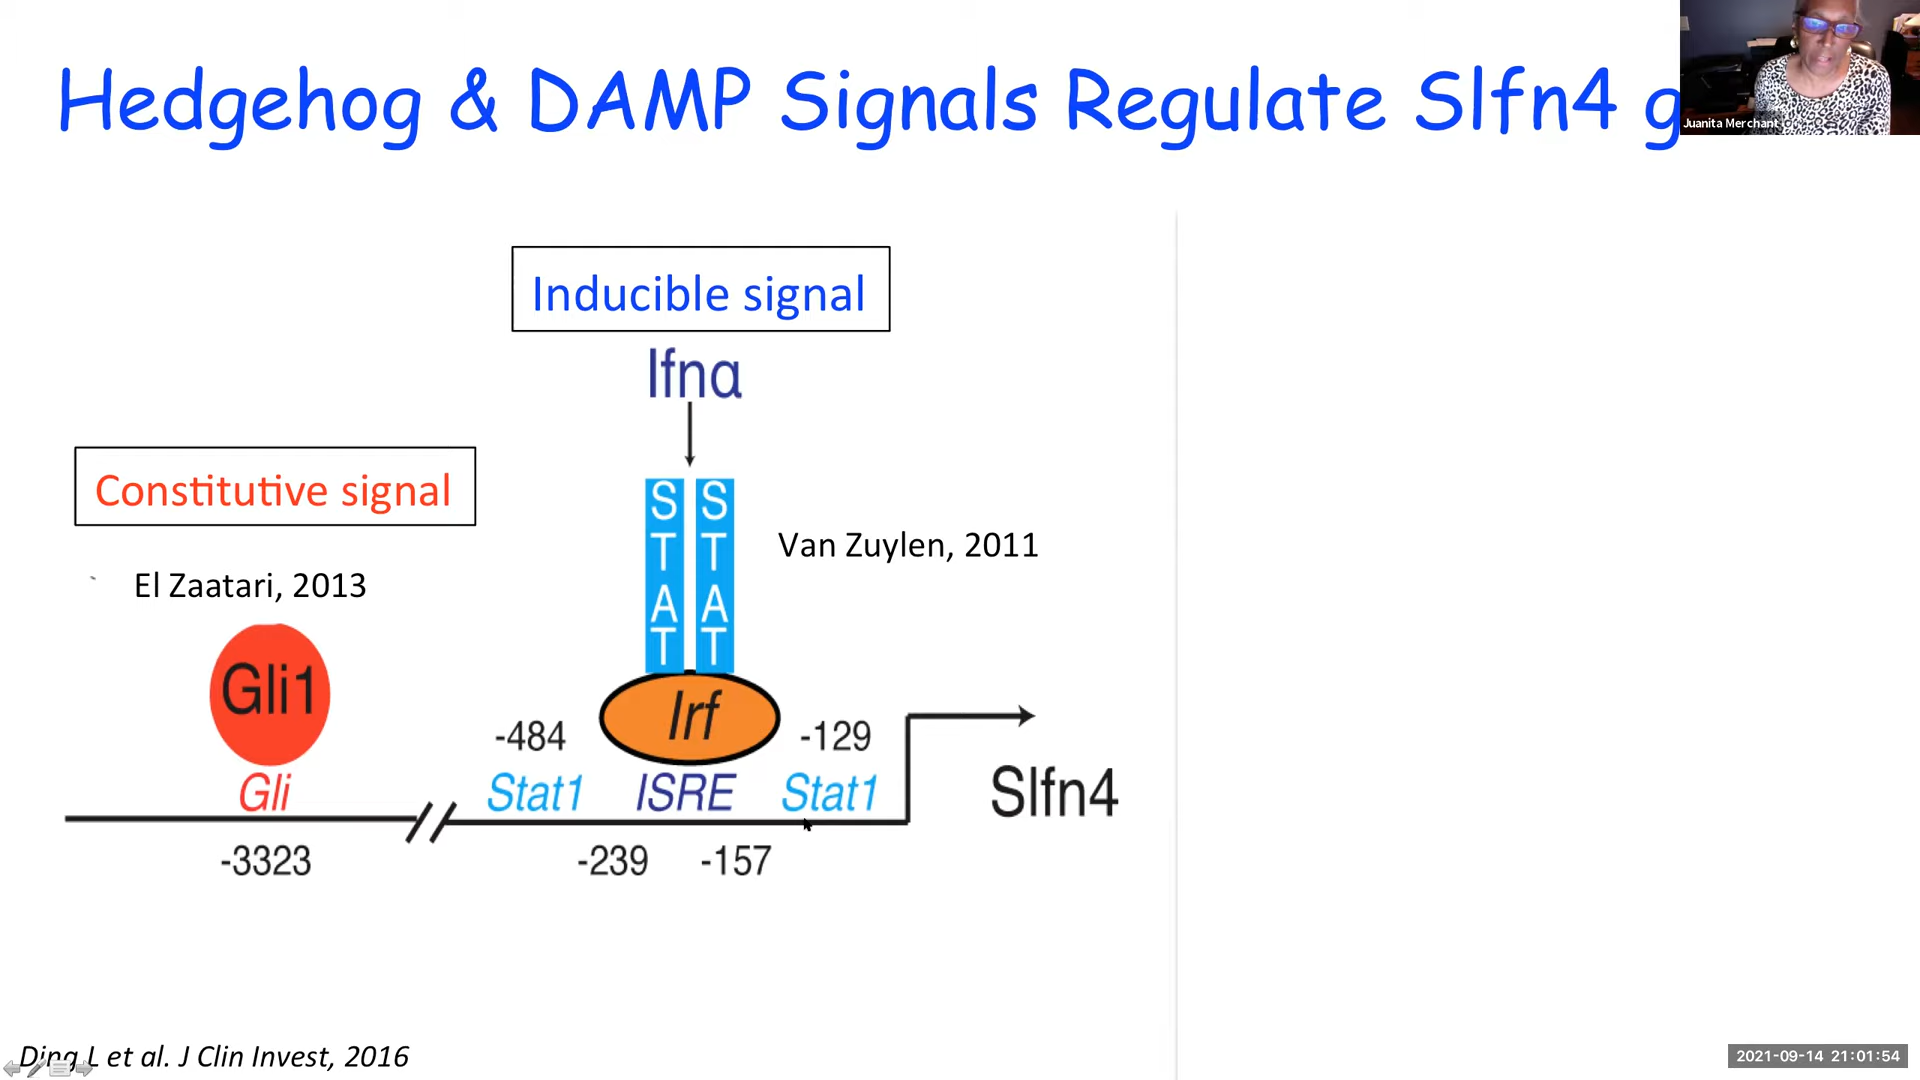 Hedgehog & DAMP Signals Regulate Slfn4 g
Juanita Merchant
Inducible signal
Ifnα
Constitutive signal
El Zaatari, 2013
STAT
STAT
Van Zuylen, 2011
Gli1
Irf
-484
-129
Gli
Stat1
ISRE
Stat1
Slfn4
-3323
-239
-157
Ding L et al. J Clin Invest, 2016
2021-09-14 21:01:54